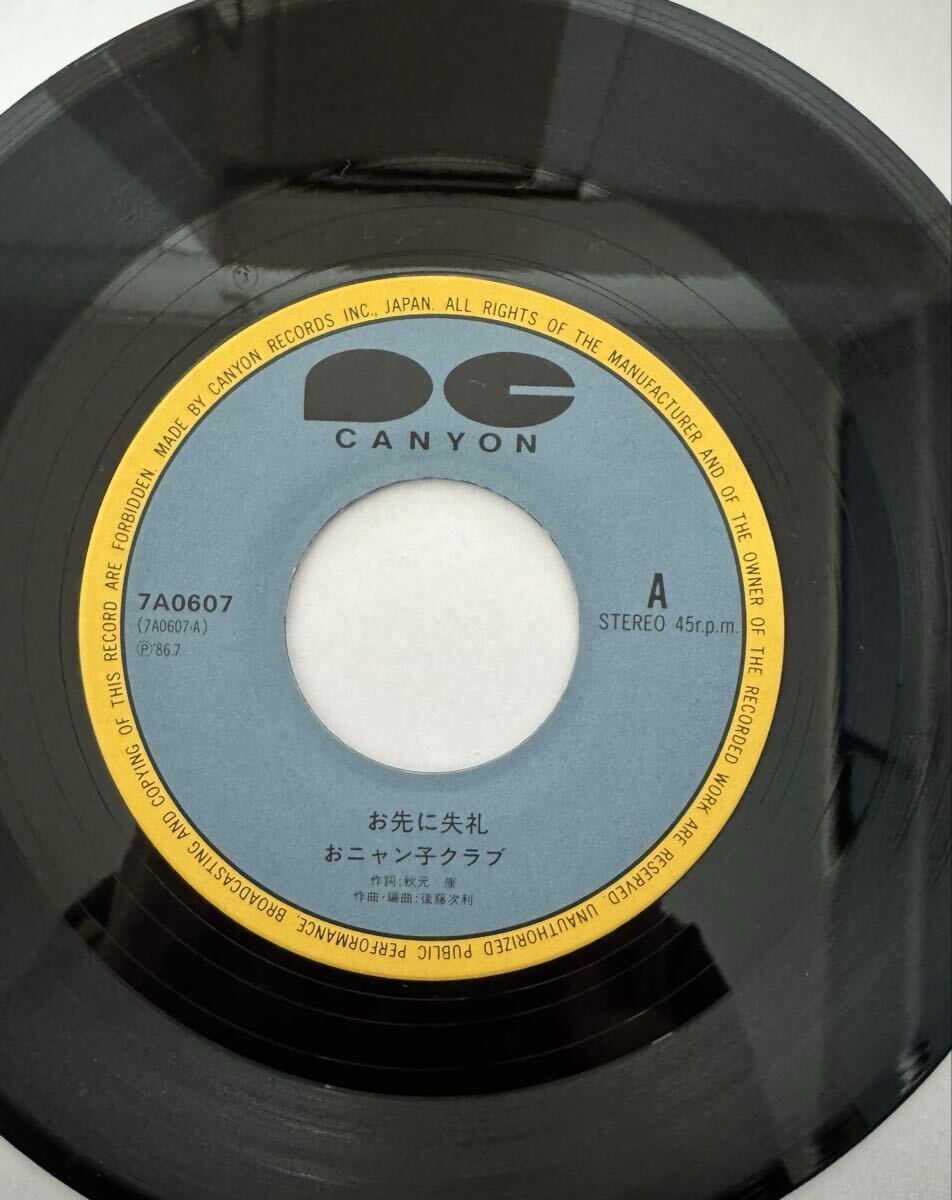 MADE BY CANYON RECORDS INC., JAPAN. ALL RIGHTS OF THE MANUFACTURER AND OF THE OWNER OF THE RECORDED WORK ARE RESERVED. UNAUTHORIZED PUBLIC PERFORMANCE, BROADCASTING AND COPYING OF THIS RECORD ARE FORBIDDEN.
CANYON
7A0607
(7A0607-A)
Ⓟ'86.7
A
STEREO 45r.p.m.
お先に失礼
おニャン子クラブ
作詞:秋元 康
作曲・編曲:後藤次利